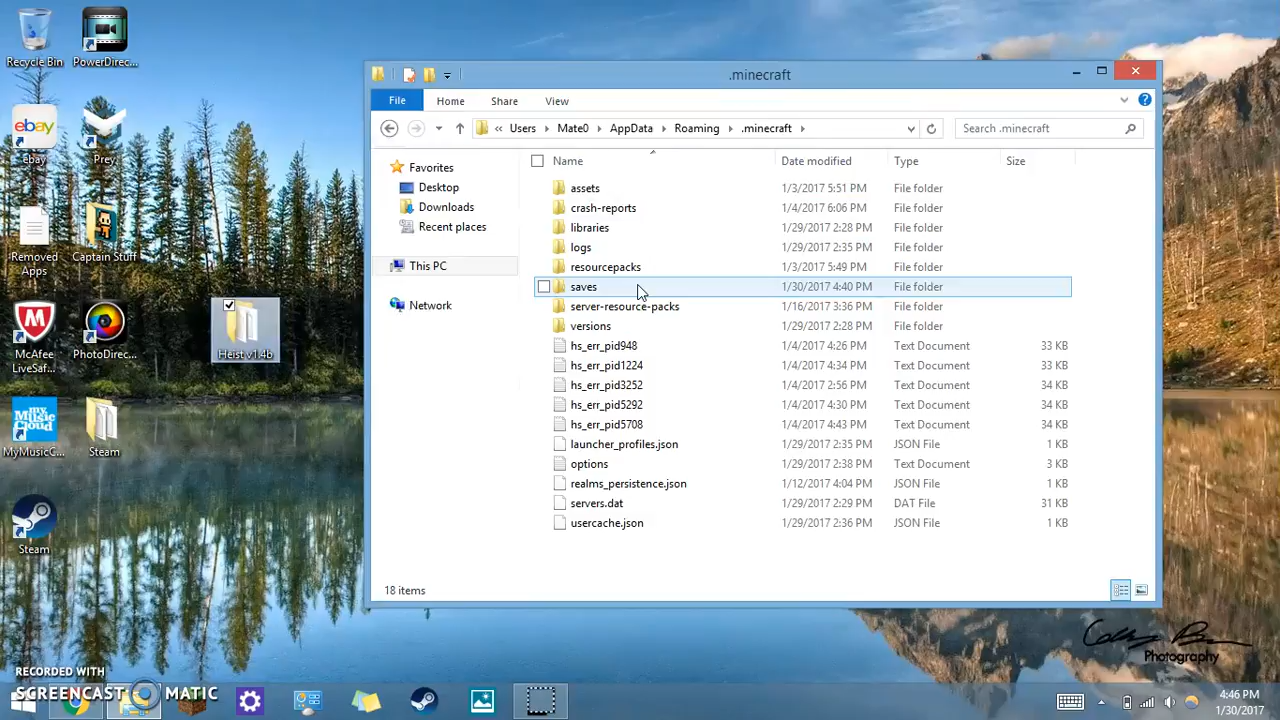 Recycle Bin
PowerDirec...
ebay
ebay
Prey
Removed
Apps
Captain Stuff
McAfee
LiveSaf...
PhotoDirec...
Heist v1.4b
my
Music
MyMusicC...
Steam
Steam
.minecraft
File Home Share View
« Users Mate0 AppData Roaming .minecraft
Search .minecraft
Favorites
Desktop
Downloads
Recent places
This PC
Network
Name Date modified Type Size
assets 1/3/2017 5:51 PM File folder
crash-reports 1/4/2017 6:06 PM File folder
libraries 1/29/2017 2:28 PM File folder
logs 1/29/2017 2:35 PM File folder
resourcepacks 1/3/2017 5:49 PM File folder
saves 1/30/2017 4:40 PM File folder
server-resource-packs 1/16/2017 3:36 PM File folder
versions 1/29/2017 2:28 PM File folder
hs_err_pid948 1/4/2017 4:26 PM Text Document 33 KB
hs_err_pid1224 1/4/2017 4:34 PM Text Document 33 KB
hs_err_pid3252 1/4/2017 2:56 PM Text Document 34 KB
hs_err_pid5292 1/4/2017 4:30 PM Text Document 34 KB
hs_err_pid5708 1/4/2017 4:43 PM Text Document 34 KB
launcher_profiles.json 1/29/2017 2:35 PM JSON File 1 KB
options 1/29/2017 2:38 PM Text Document 3 KB
realms_persistence.json 1/12/2017 4:04 PM JSON File 1 KB
servers.dat 1/29/2017 2:29 PM DAT File 31 KB
usercache.json 1/29/2017 2:36 PM JSON File 1 KB
18 items
Photography
RECORDED WITH
SCREENCAST MATIC
4:46 PM
1/30/2017